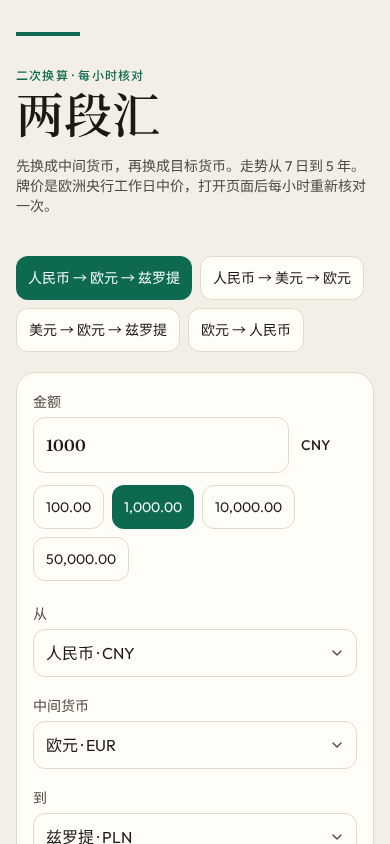 二次换算·每小时核对
两段汇
先换成中间货币，再换成目标货币。走势从 7 日到 5 年。
牌价是欧洲央行工作日中价，打开页面后每小时重新核对
一次。
人民币 → 欧元 → 兹罗提
人民币 → 美元 → 欧元
美元 → 欧元 → 兹罗提
欧元 → 人民币
金额
1000
CNY
100.00
1,000.00
10,000.00
50,000.00
从
人民币·CNY
中间货币
欧元·EUR
到
兹罗提·PLN